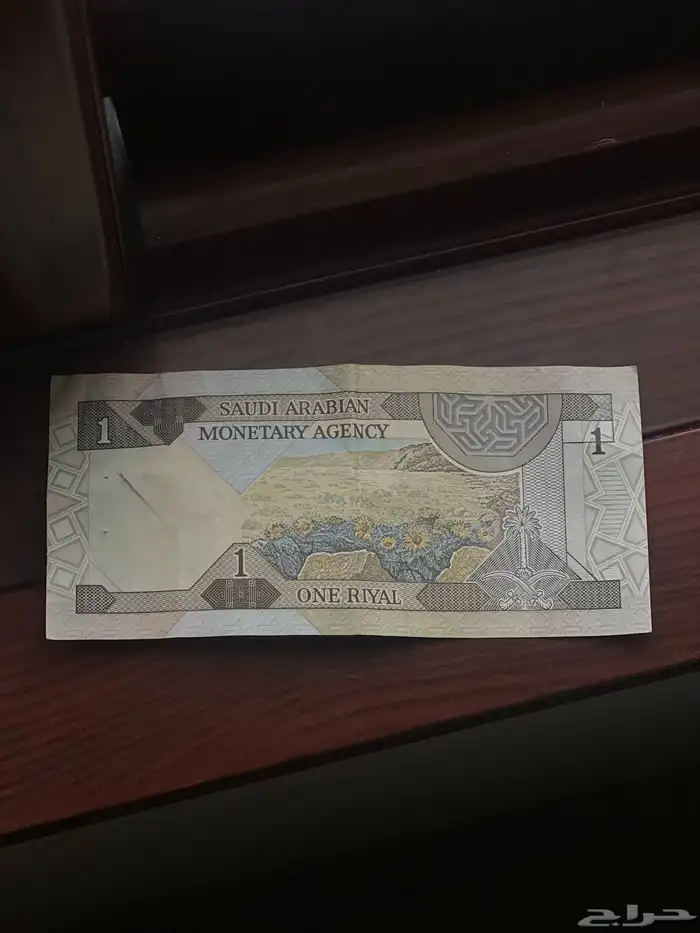 SAUDI ARABIAN
MONETARY AGENCY
1
1
1
ONE RIYAL
حراج